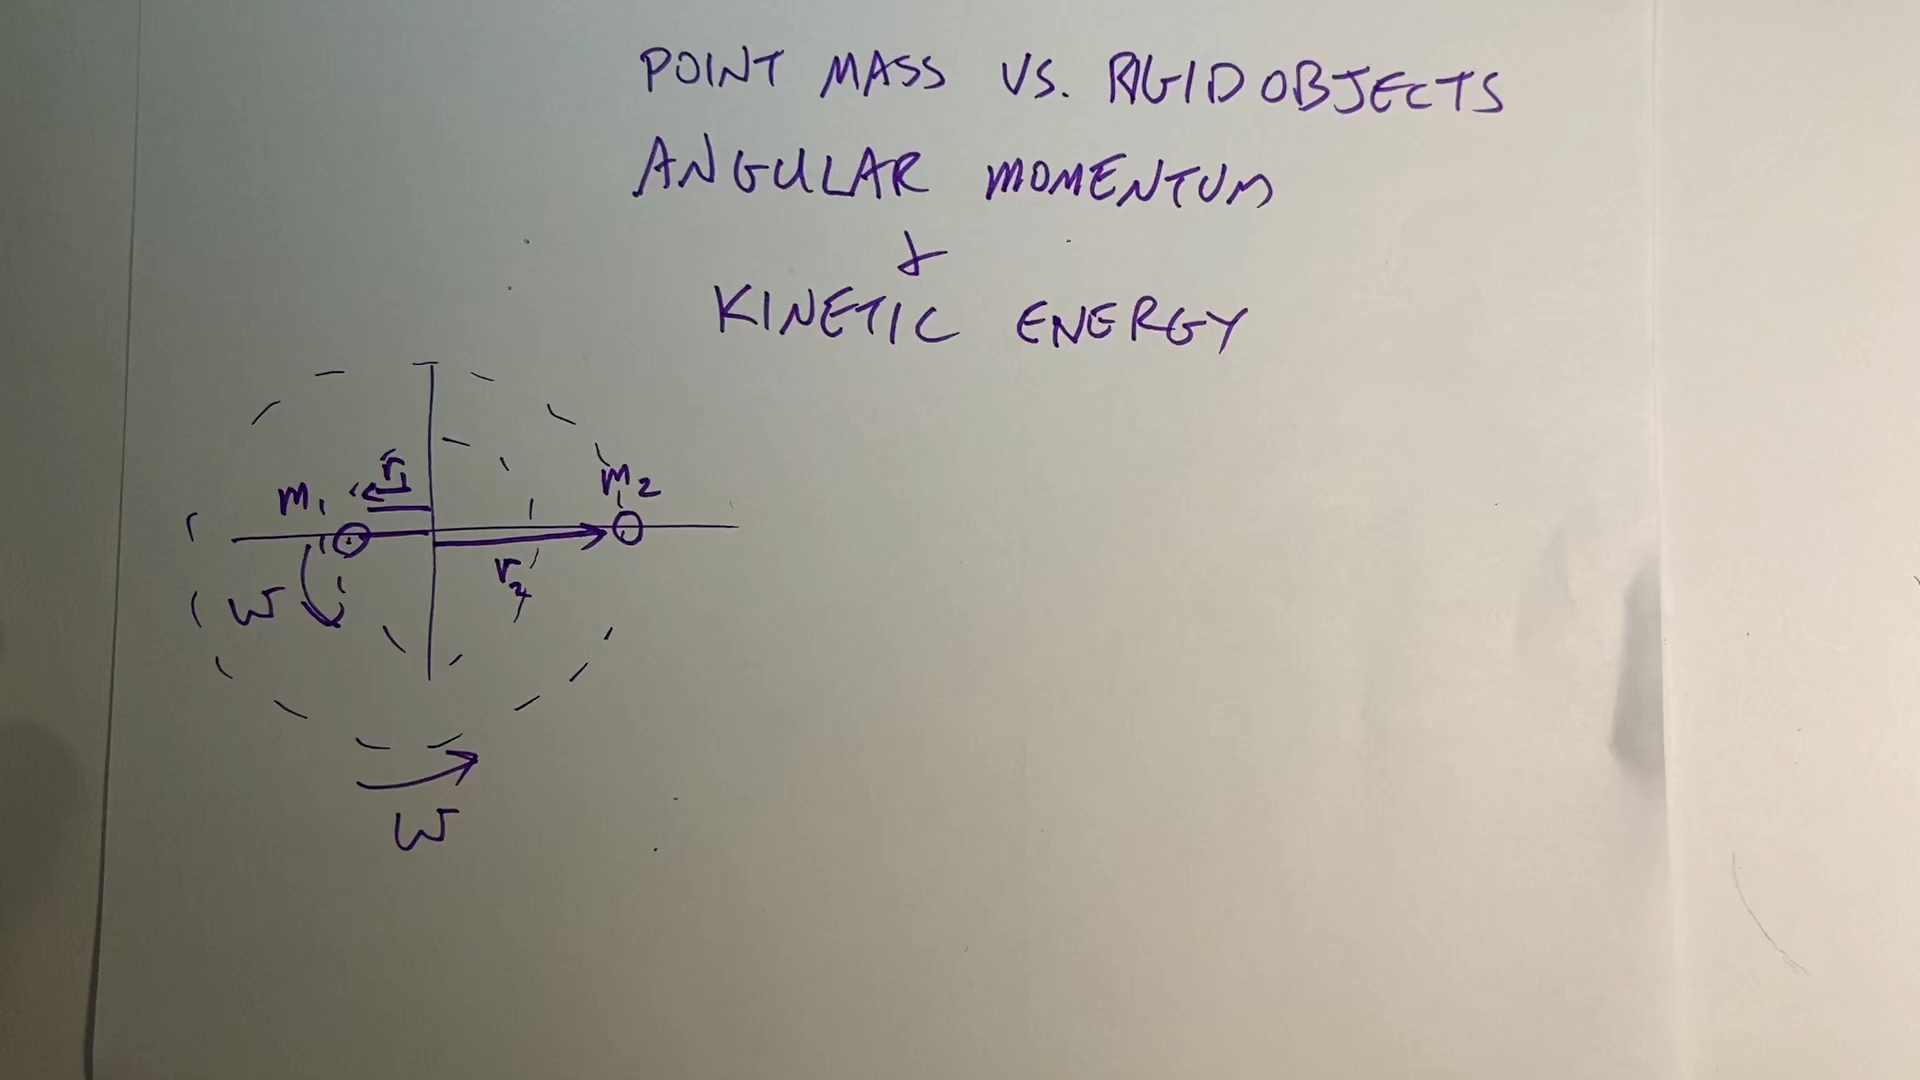 POINT MASS VS. RIGID OBJECTS
ANGULAR MOMENTUM
&
KINETIC ENERGY
r1
m1
m2
r2
W
W